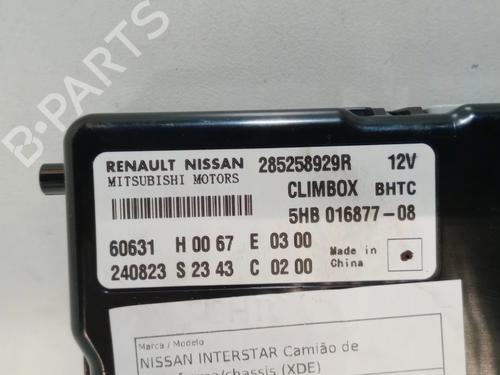 B-PARTS
RENAULT NISSAN 285258929R 12V
MITSUBISHI MOTORS CLIMBOX BHTC
5HB 016877-08
60631 H 00 67 E 03 00
240823 S 23 43 C 02 00
Made in
China
Marca / Modelo
NISSAN INTERSTAR Camião de
(XDE)